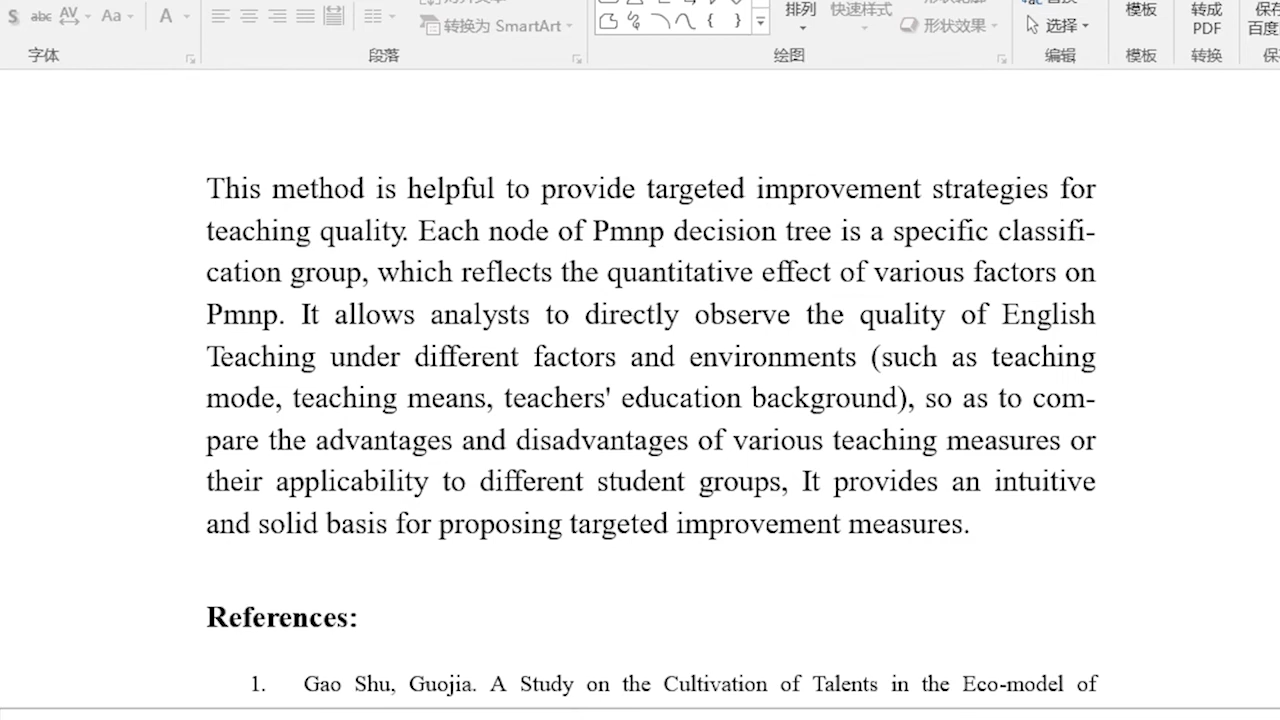 S abc AV Aa A
转换为 SmartArt
排列
快速样式
形状效果
选择
模板
转成
PDF
保存
百度
字体
段落
绘图
编辑
模板
转换
This method is helpful to provide targeted improvement strategies for
teaching quality. Each node of Pmnp decision tree is a specific classifi-
cation group, which reflects the quantitative effect of various factors on
Pmnp. It allows analysts to directly observe the quality of English
Teaching under different factors and environments (such as teaching
mode, teaching means, teachers' education background), so as to com-
pare the advantages and disadvantages of various teaching measures or
their applicability to different student groups, It provides an intuitive
and solid basis for proposing targeted improvement measures.
References:
1. Gao Shu, Guojia. A Study on the Cultivation of Talents in the Eco-model of